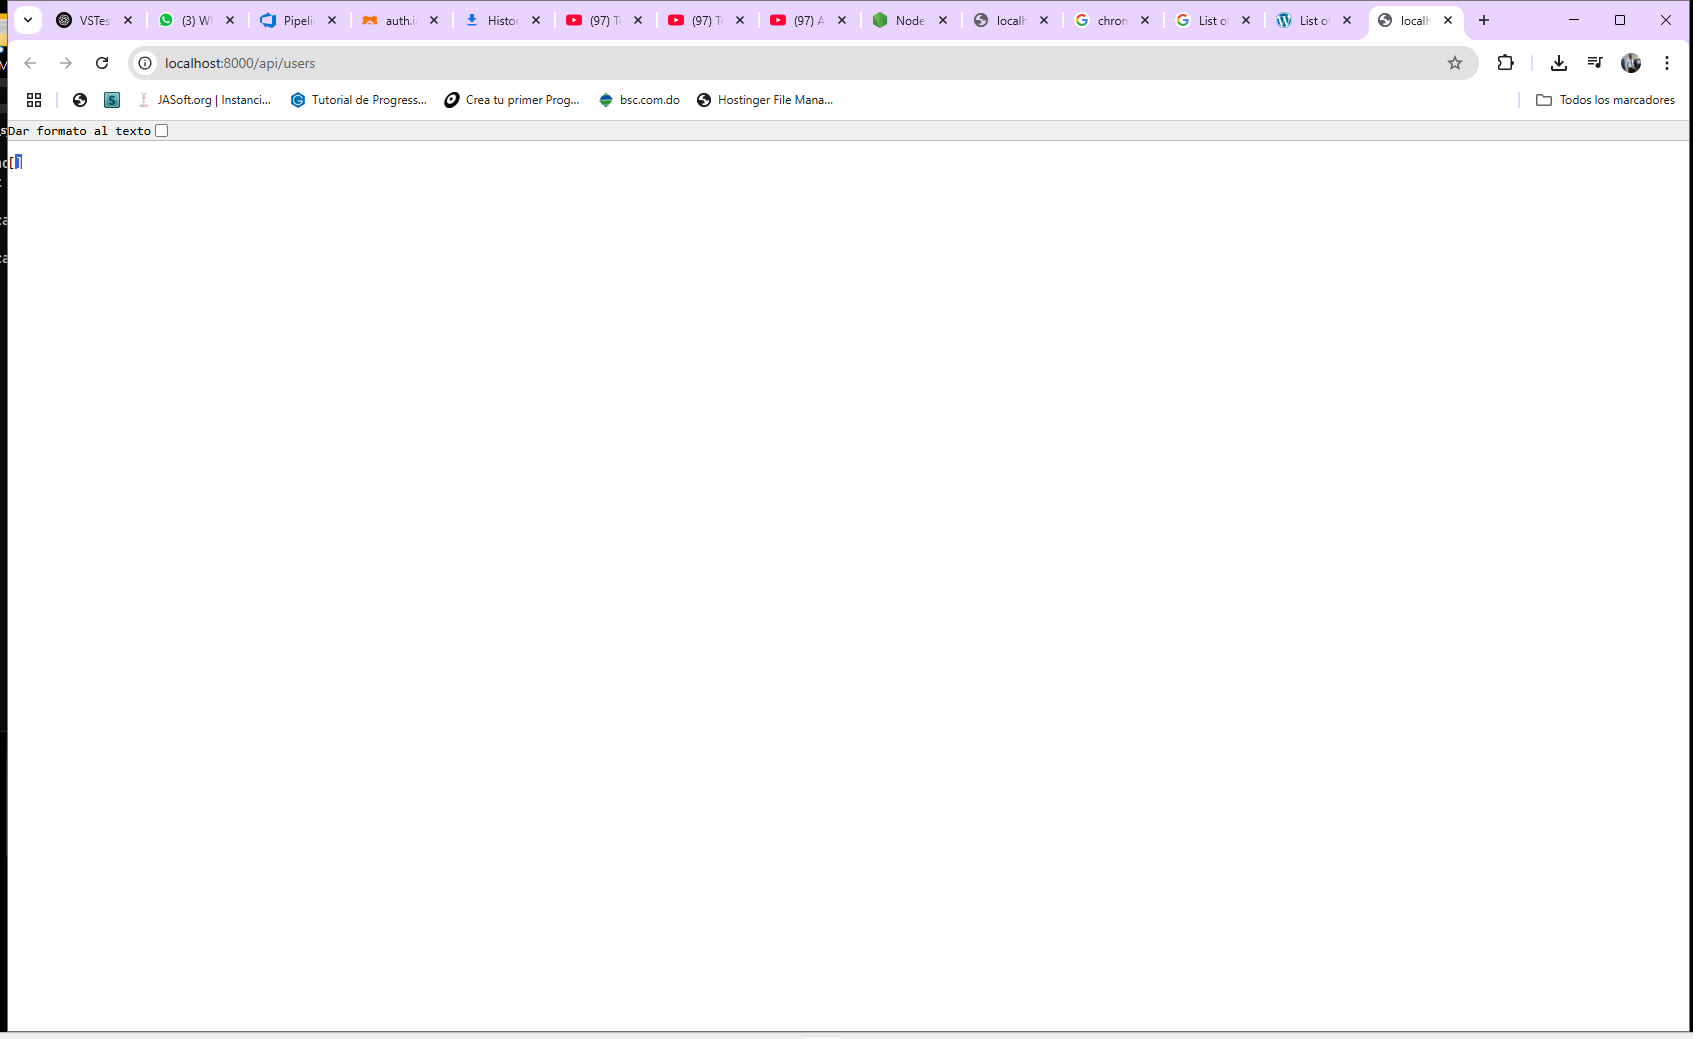 VSTes (3) Wl Pipeli auth.i Histor (97) T (97) T (97) A Node localh chron List o List o localh
localhost:8000/api/users
S JASoft.org | Instanci... Tutorial de Progress... Crea tu primer Prog... bsc.com.do Hostinger File Mana... Todos los marcadores
Dar formato al texto
[]